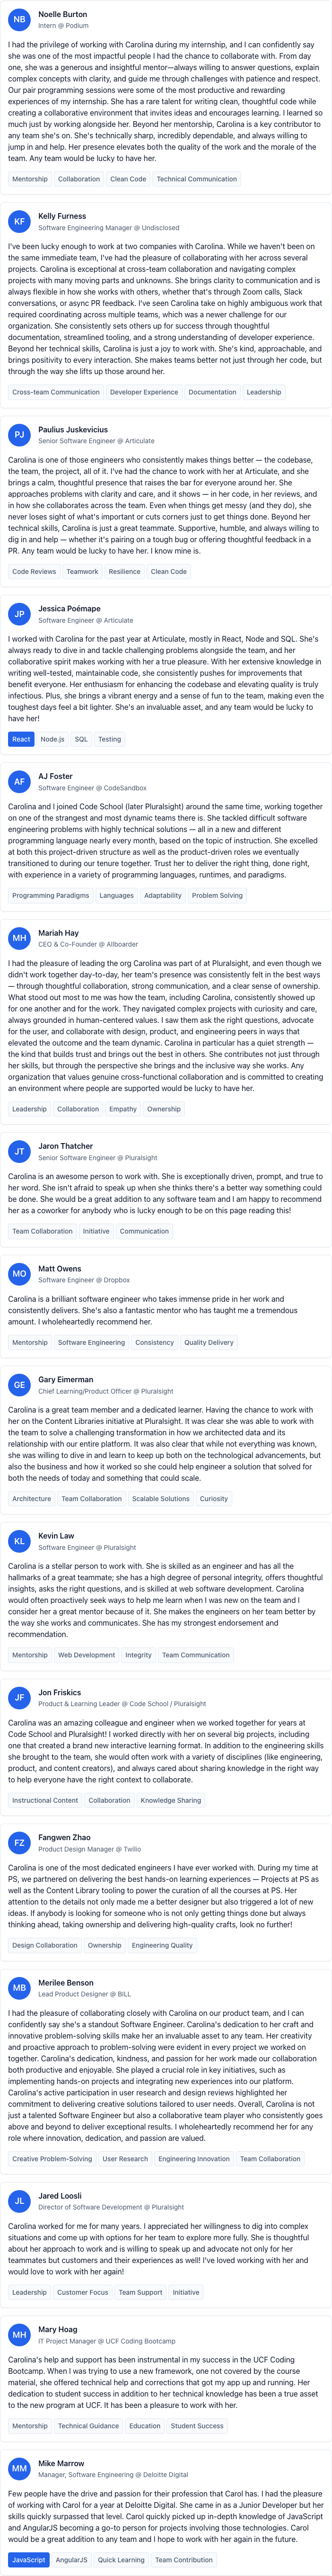 NB
Noelle Burton
Intern @ Podium
I had the privilege of working with Carolina during my internship, and I can confidently say
she was one of the most impactful people I had the chance to collaborate with. From day
one, she was a generous and insightful mentor—always willing to answer questions, explain
complex concepts with clarity, and guide me through challenges with patience and respect.
Our pair programming sessions were some of the most productive and rewarding
experiences of my internship. She has a rare talent for writing clean, thoughtful code while
creating a collaborative environment that invites ideas and encourages learning. I learned so
much just by working alongside her. Beyond her mentorship, Carolina is a key contributor to
any team she's on. She's technically sharp, incredibly dependable, and always willing to
jump in and help. Her presence elevates both the quality of the work and the morale of the
team. Any team would be lucky to have her.
Mentorship Collaboration Clean Code Technical Communication
KF
Kelly Furness
Software Engineering Manager @ Undisclosed
I've been lucky enough to work at two companies with Carolina. While we haven't been on
the same immediate team, I've had the pleasure of collaborating with her across several
projects. Carolina is exceptional at cross-team collaboration and navigating complex
projects with many moving parts and unknowns. She brings clarity to communication and is
always flexible in how she works with others, whether that's through Zoom calls, Slack
conversations, or async PR feedback. I've seen Carolina take on highly ambiguous work that
required coordinating across multiple teams, which was a newer challenge for our
organization. She consistently sets others up for success through thoughtful
documentation, streamlined tooling, and a strong understanding of developer experience.
Beyond her technical skills, Carolina is just a joy to work with. She's kind, approachable, and
brings positivity to every interaction. She makes teams better not just through her code, but
through the way she lifts up those around her.
Cross-team Communication Developer Experience Documentation Leadership
PJ
Paulius Juskevicius
Senior Software Engineer @ Articulate
Carolina is one of those engineers who consistently makes things better — the codebase,
the team, the project, all of it. I've had the chance to work with her at Articulate, and she
brings a calm, thoughtful presence that raises the bar for everyone around her. She
approaches problems with clarity and care, and it shows — in her code, in her reviews, and
in how she collaborates across the team. Even when things get messy (and they do), she
never loses sight of what's important or cuts corners just to get things done. Beyond her
technical skills, Carolina is just a great teammate. Supportive, humble, and always willing to
dig in and help — whether it's pairing on a tough bug or offering thoughtful feedback in a
PR. Any team would be lucky to have her. I know mine is.
Code Reviews Teamwork Resilience Clean Code
JP
Jessica Poémape
Software Engineer @ Articulate
I worked with Carolina for the past year at Articulate, mostly in React, Node and SQL. She's
always ready to dive in and tackle challenging problems alongside the team, and her
collaborative spirit makes working with her a true pleasure. With her extensive knowledge in
writing well-tested, maintainable code, she consistently pushes for improvements that
benefit everyone. Her enthusiasm for enhancing the codebase and elevating quality is truly
infectious. Plus, she brings a vibrant energy and a sense of fun to the team, making even the
toughest days feel a bit lighter. She's an invaluable asset, and any team would be lucky to
have her!
React Node.js SQL Testing
AF
AJ Foster
Software Engineer @ CodeSandbox
Carolina and I joined Code School (later Pluralsight) around the same time, working together
on one of the strangest and most dynamic teams there is. She tackled difficult software
engineering problems with highly technical solutions — all in a new and different
programming language nearly every month, based on the topic of instruction. She excelled
at both this project-driven structure as well as the product-driven roles we eventually
transitioned to during our tenure together. Trust her to deliver the right thing, done right,
with experience in a variety of programming languages, runtimes, and paradigms.
Programming Paradigms Languages Adaptability Problem Solving
MH
Mariah Hay
CEO & Co-Founder @ Allboarder
I had the pleasure of leading the org Carolina was part of at Pluralsight, and even though we
didn't work together day-to-day, her team's presence was consistently felt in the best ways
— through thoughtful collaboration, strong communication, and a clear sense of ownership.
What stood out most to me was how the team, including Carolina, consistently showed up
for one another and for the work. They navigated complex projects with curiosity and care,
always grounded in human-centered values. I saw them ask the right questions, advocate
for the user, and collaborate with design, product, and engineering peers in ways that
elevated the outcome and the team dynamic. Carolina in particular has a quiet strength —
the kind that builds trust and brings out the best in others. She contributes not just through
her skills, but through the perspective she brings and the inclusive way she works. Any
organization that values genuine cross-functional collaboration and is committed to creating
an environment where people are supported would be lucky to have her.
Leadership Collaboration Empathy Ownership
JT
Jaron Thatcher
Senior Software Engineer @ Pluralsight
Carolina is an awesome person to work with. She is exceptionally driven, prompt, and true to
her word. She isn't afraid to speak up when she thinks there's a better way something could
be done. She would be a great addition to any software team and I am happy to recommend
her as a coworker for anybody who is lucky enough to be on this page reading this!
Team Collaboration Initiative Communication
MO
Matt Owens
Software Engineer @ Dropbox
Carolina is a brilliant software engineer who takes immense pride in her work and
consistently delivers. She's also a fantastic mentor who has taught me a tremendous
amount. I wholeheartedly recommend her.
Mentorship Software Engineering Consistency Quality Delivery
GE
Gary Eimerman
Chief Learning/Product Officer @ Pluralsight
Carolina is a great team member and a dedicated learner. Having the chance to work with
her on the Content Libraries initiative at Pluralsight. It was clear she was able to work with
the team to solve a challenging transformation in how we architected data and its
relationship with our entire platform. It was also clear that while not everything was known,
she was willing to dive in and learn to keep up both on the technological advancements, but
also the business and how it worked so she could help engineer a solution that solved for
both the needs of today and something that could scale.
Architecture Team Collaboration Scalable Solutions Curiosity
KL
Kevin Law
Software Engineer @ Pluralsight
Carolina is a stellar person to work with. She is skilled as an engineer and has all the
hallmarks of a great teammate; she has a high degree of personal integrity, offers thoughtful
insights, asks the right questions, and is skilled at web software development. Carolina
would often proactively seek ways to help me learn when I was new on the team and I
consider her a great mentor because of it. She makes the engineers on her team better by
the way she works and communicates. She has my strongest endorsement and
recommendation.
Mentorship Web Development Integrity Team Communication
JF
Jon Friskics
Product & Learning Leader @ Code School / Pluralsight
Carolina was an amazing colleague and engineer when we worked together for years at
Code School and Pluralsight! I worked directly with her on several big projects, including
one that created a brand new interactive learning format. In addition to the engineering skills
she brought to the team, she would often work with a variety of disciplines (like engineering,
product, and content creators), and always cared about sharing knowledge in the right way
to help everyone have the right context to collaborate.
Instructional Content Collaboration Knowledge Sharing
FZ
Fangwen Zhao
Product Design Manager @ Twilio
Carolina is one of the most dedicated engineers I have ever worked with. During my time at
PS, we partnered on delivering the best hands-on learning experiences — Projects at PS as
well as the Content Library tooling to power the curation of all the courses at PS. Her
attention to the details not only made me a better designer but also triggered a lot of new
ideas. If anybody is looking for someone who is not only getting things done but always
thinking ahead, taking ownership and delivering high-quality crafts, look no further!
Design Collaboration Ownership Engineering Quality
MB
Merilee Benson
Lead Product Designer @ BILL
I had the pleasure of collaborating closely with Carolina on our product team, and I can
confidently say she's a standout Software Engineer. Carolina's dedication to her craft and
innovative problem-solving skills make her an invaluable asset to any team. Her creativity
and proactive approach to problem-solving were evident in every project we worked on
together. Carolina's dedication, kindness, and passion for her work made our collaboration
both productive and enjoyable. She played a crucial role in key initiatives, such as
implementing hands-on projects and integrating new experiences into our platform.
Carolina's active participation in user research and design reviews highlighted her
commitment to delivering creative solutions tailored to user needs. Overall, Carolina is not
just a talented Software Engineer but also a collaborative team player who consistently goes
above and beyond to deliver exceptional results. I wholeheartedly recommend her for any
role where innovation, dedication, and passion are valued.
Creative Problem-Solving User Research Engineering Innovation Team Collaboration
JL
Jared Loosli
Director of Software Development @ Pluralsight
Carolina worked for me for many years. I appreciated her willingness to dig into complex
situations and come up with options for her team to explore more fully. She is thoughtful
about her approach to work and is willing to speak up and advocate not only for her
teammates but customers and their experiences as well! I've loved working with her and
would love to work with her again!
Leadership Customer Focus Team Support Initiative
MH
Mary Hoag
IT Project Manager @ UCF Coding Bootcamp
Carolina's help and support has been instrumental in my success in the UCF Coding
Bootcamp. When I was trying to use a new framework, one not covered by the course
material, she offered technical help and corrections that got my app up and running. Her
dedication to student success in addition to her technical knowledge has been a true asset
to the new program at UCF. It has been a pleasure to work with her.
Mentorship Technical Guidance Education Student Success
MM
Mike Marrow
Manager, Software Engineering @ Deloitte Digital
Few people have the drive and passion for their profession that Carol has. I had the pleasure
of working with Carol for a year at Deloitte Digital. She came in as a Junior Developer but her
skills quickly surpassed that level. Carol quickly picked up in-depth knowledge of JavaScript
and AngularJS becoming a go-to person for projects involving those technologies. Carol
would be a great addition to any team and I hope to work with her again in the future.
JavaScript AngularJS Quick Learning Team Contribution